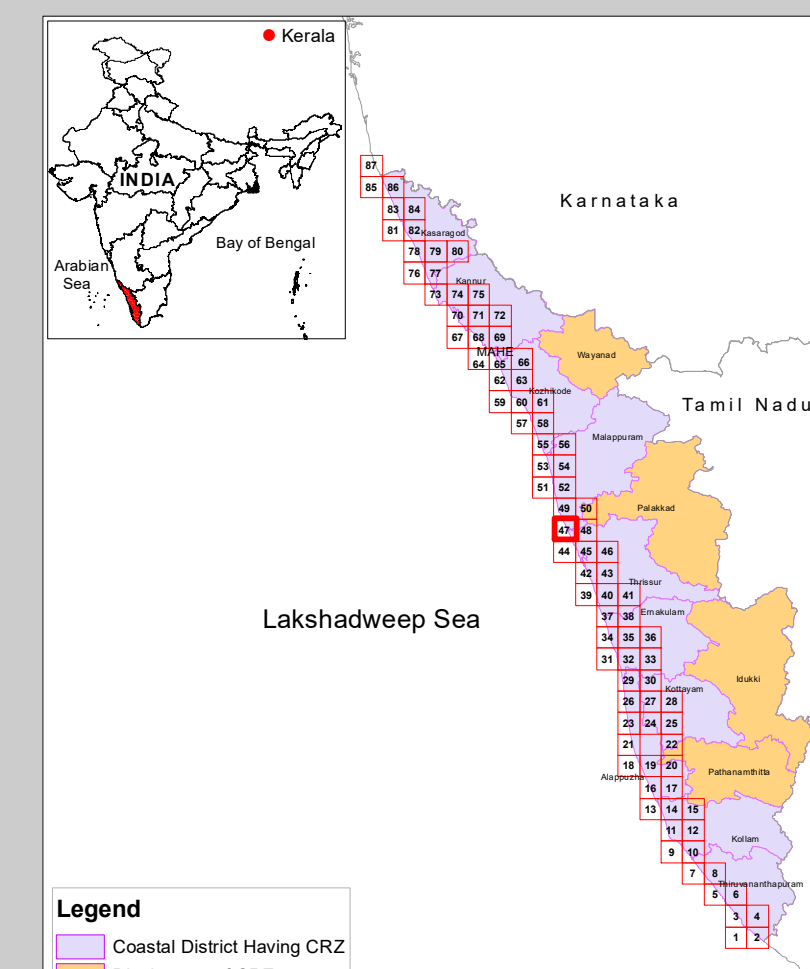 Kerala
INDIA
Bay of Bengal
Arabian
Sea
87
Karnataka
85 86
83 84
81 82 Kasaragod
78 79 80
76 77
Kannur
73 74 75
70 71 72
67 68 69
MAHE
Wayanad
64 65 66
62 63
Kozhikode
59 60 61
Tamil Nadu
57 58
Malappuram
55 56
53 54
51 52
49 50 Palakkad
47 48
44 45 46
42 43
Thrissur
39 40 41
Ernakulam
37 38
Lakshadweep Sea
34 35 36
31 32 33
29 30
Idukki
Kottayam
26 27 28
23 24 25
21 22
18 19 20
Pathanamthitta
Alappuzha
16 17
13 14 15
11 12
Kollam
9 10
7 8
Thiruvananthapuram
5 6
3 4
1 2
Legend
Coastal District Having CRZ